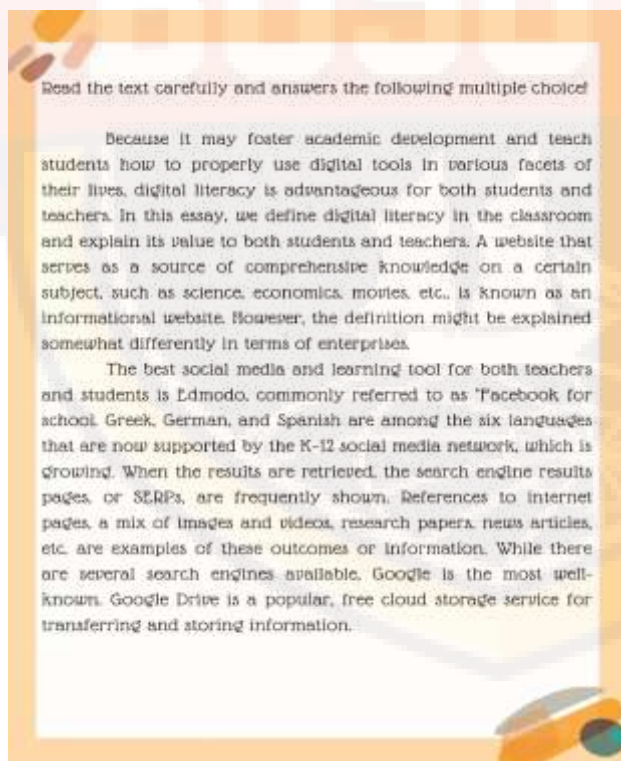 Read the text carefully and answers the following multiple choice!
Because it may foster academic development and teach
students how to properly use digital tools in various facets of
their lives, digital literacy is advantageous for both students and
teachers. In this essay, we define digital literacy in the classroom
and explain its value to both students and teachers. A website that
serves as a source of comprehensive knowledge on a certain
subject, such as science, economics, movies, etc., is known as an
informational website. However, the definition might be explained
somewhat differently in terms of enterprises.
The best social media and learning tool for both teachers
and students is Edmodo, commonly referred to as "Facebook for
school. Greek, German, and Spanish are among the six languages
that are now supported by the K-12 social media network, which is
growing. When the results are retrieved, the search engine results
pages, or SERPs, are frequently shown. References to internet
pages, a mix of images and videos, research papers, news articles,
etc. are examples of these outcomes or information. While there
are several search engines available, Google is the most well-
known. Google Drive is a popular, free cloud storage service for
transferring and storing information.